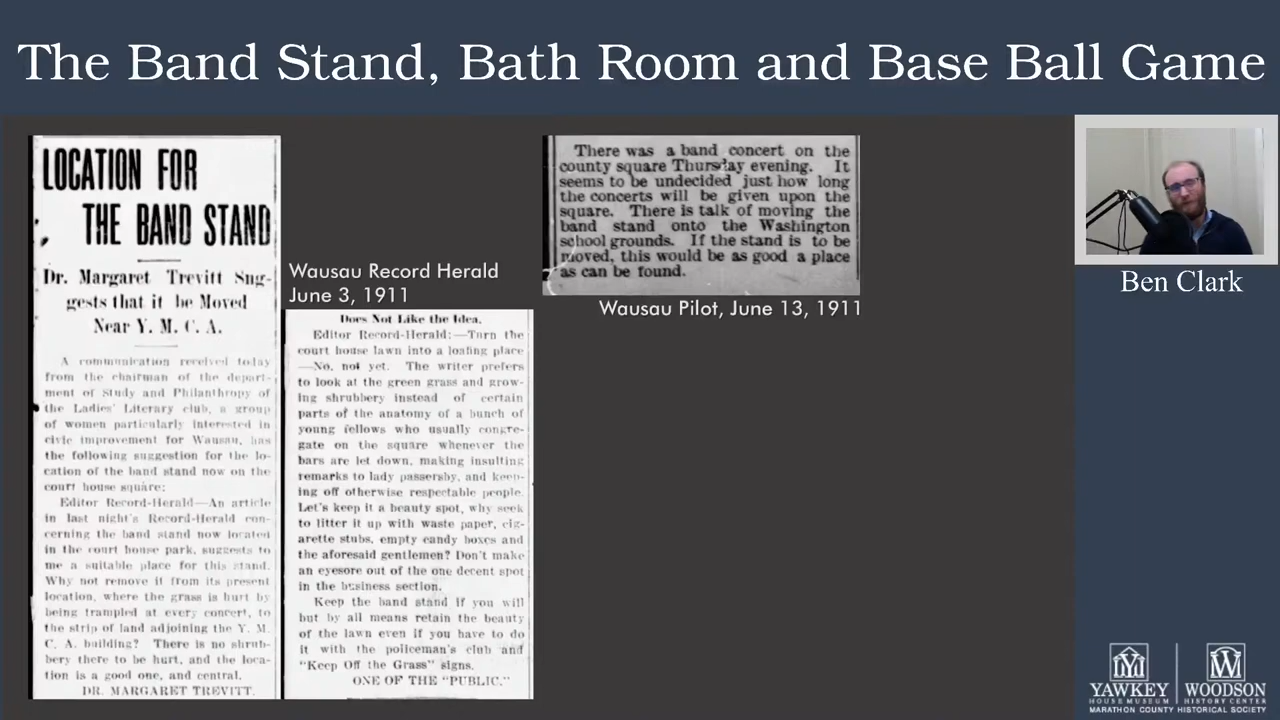 The Band Stand, Bath Room and Base Ball Game
LOCATION FOR
THE BAND STAND
Dr. Margaret Trevitt Sug-
gests that it be Moved
Near Y. M. C. A.
A communication received today
from the chairman of the depart-
ment of Study and Philanthropy of
the Ladies' Literary club, a group
of women particularly interested in
civic improvement for Wausau, has
the following suggestion for the lo-
cation of the band stand now on the
court house square:
Editor Record-Herald—An article
in last night's Record-Herald con-
cerning the band stand now located
in the court house park, suggests to
me a suitable place for this stand.
Why not remove it from its present
location, where the grass is hurt by
being trampled at every concert, to
the strip of land adjoining the Y. M.
C. A. building? There is no shrub-
bery there to be hurt, and the loca-
tion is a good one, and central.
DR. MARGARET TREVITT.
Wausau Record Herald
June 3, 1911
Does Not Like the Idea.
Editor Record-Herald:—Turn the
court house lawn into a loafing place
—No, not yet. The writer prefers
to look at the green grass and grow-
ing shrubbery instead of certain
parts of the anatomy of a bunch of
young fellows who usually congre-
gate on the square whenever the
bars are let down, making insulting
remarks to lady passersby, and keep-
ing off otherwise respectable people.
Let's keep it a beauty spot, why seek
to litter it up with waste paper, cig-
arette stubs, empty candy boxes and
the aforesaid gentlemen? Don't make
an eyesore out of the one decent spot
in the business section.
Keep the band stand if you will
but by all means retain the beauty
of the lawn even if you have to do
it with the policeman's club and
"Keep Off the Grass" signs.
ONE OF THE "PUBLIC."
There was a band concert on the
county square Thursday evening. It
seems to be undecided just how long
the concerts will be given upon the
square. There is talk of moving the
band stand onto the Washington
school grounds. If the stand is to be
moved, this would be as good a place
as can be found.
Wausau Pilot, June 13, 1911
Ben Clark
YAWKEY
HOUSE MUSEUM
WOODSON
HISTORY CENTER
MARATHON COUNTY HISTORICAL SOCIETY